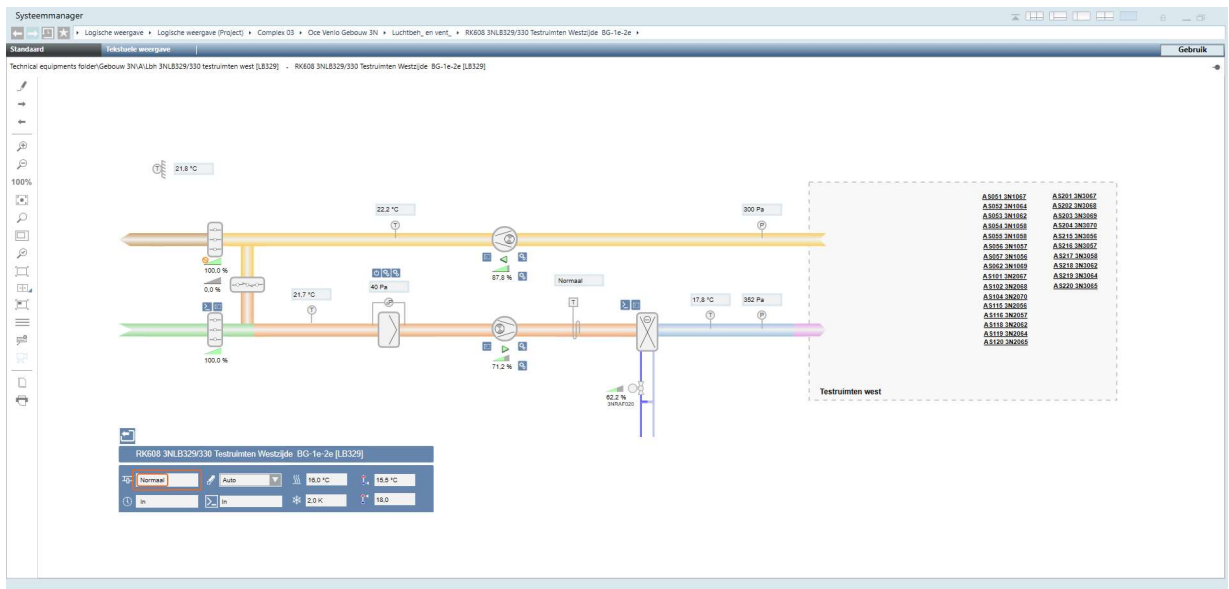 Systeemmanager
Logische weergave Logische weergave (Project) Complex 03 Oce Venlo Gebouw 3N Luchtbeh_ en vent_ RK608 3NLB329/330 Testruimten Westzijde BG-1e-2e
Standaard Tekstuele weergave Gebruik
Technical equipments folder\Gebouw 3N\A\Lbh 3NLB329/330 testruimten west [LB329] - RK608 3NLB329/330 Testruimten Westzijde BG-1e-2e [LB329]
100%
21,8 °C
22,2 °C
300 Pa
100,0 %
0,0 %
87,8 %
21,7 °C
40 Pa
Normaal
17,8 °C
352 Pa
100,0 %
71,2 %
62,2 %
3NRAF020
AS051 3N1067 AS201 3N3067
AS052 3N1064 AS202 3N3068
AS053 3N1062 AS203 3N3069
AS054 3N1058 AS204 3N3070
AS055 3N1058 AS215 3N3056
AS056 3N1057 AS216 3N3057
AS057 3N1056 AS217 3N3058
AS062 3N1089 AS218 3N3062
AS101 3N2067 AS219 3N3064
AS102 3N2068 AS220 3N3065
AS104 3N2070
AS115 3N2056
AS116 3N2057
AS118 3N2062
AS119 3N2064
AS120 3N2065
Testruimten west
RK608 3NLB329/330 Testruimten Westzijde BG-1e-2e [LB329]
Normaal Auto 16,0 °C 15,5 °C
In In 2,0 K 18,0